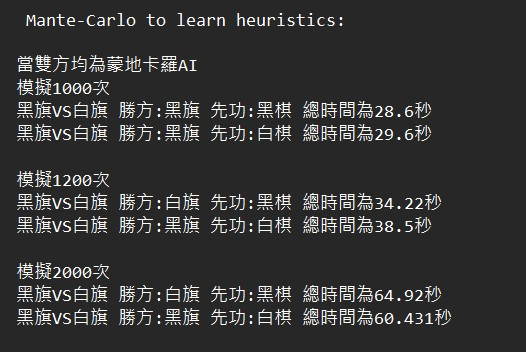 Mante-Carlo to learn heuristics:
當雙方均為蒙地卡羅AI
模擬1000次
黑旗VS白旗 勝方:黑旗 先功:黑棋 總時間為28.6秒
黑旗VS白旗 勝方:黑旗 先功:白棋 總時間為29.6秒
模擬1200次
黑旗VS白旗 勝方:白旗 先功:黑棋 總時間為34.22秒
黑旗VS白旗 勝方:黑旗 先功:白棋 總時間為38.5秒
模擬2000次
黑旗VS白旗 勝方:白旗 先功:黑棋 總時間為64.92秒
黑旗VS白旗 勝方:黑旗 先功:白棋 總時間為60.431秒